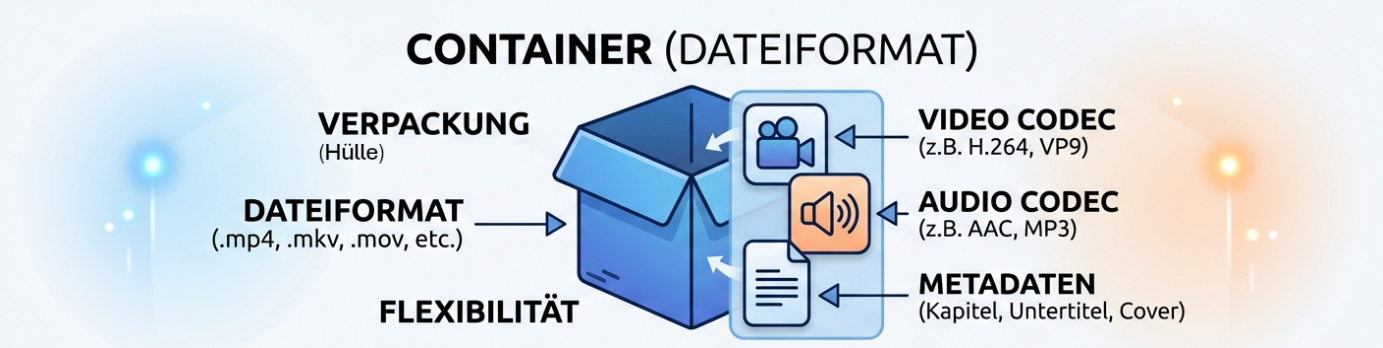 CONTAINER (DATEIFORMAT)
VERPACKUNG
(Hülle)
DATEIFORMAT
(.mp4, .mkv, .mov, etc.)
FLEXIBILITÄT
VIDEO CODEC
(z.B. H.264, VP9)
AUDIO CODEC
(z.B. AAC, MP3)
METADATEN
(Kapitel, Untertitel, Cover)